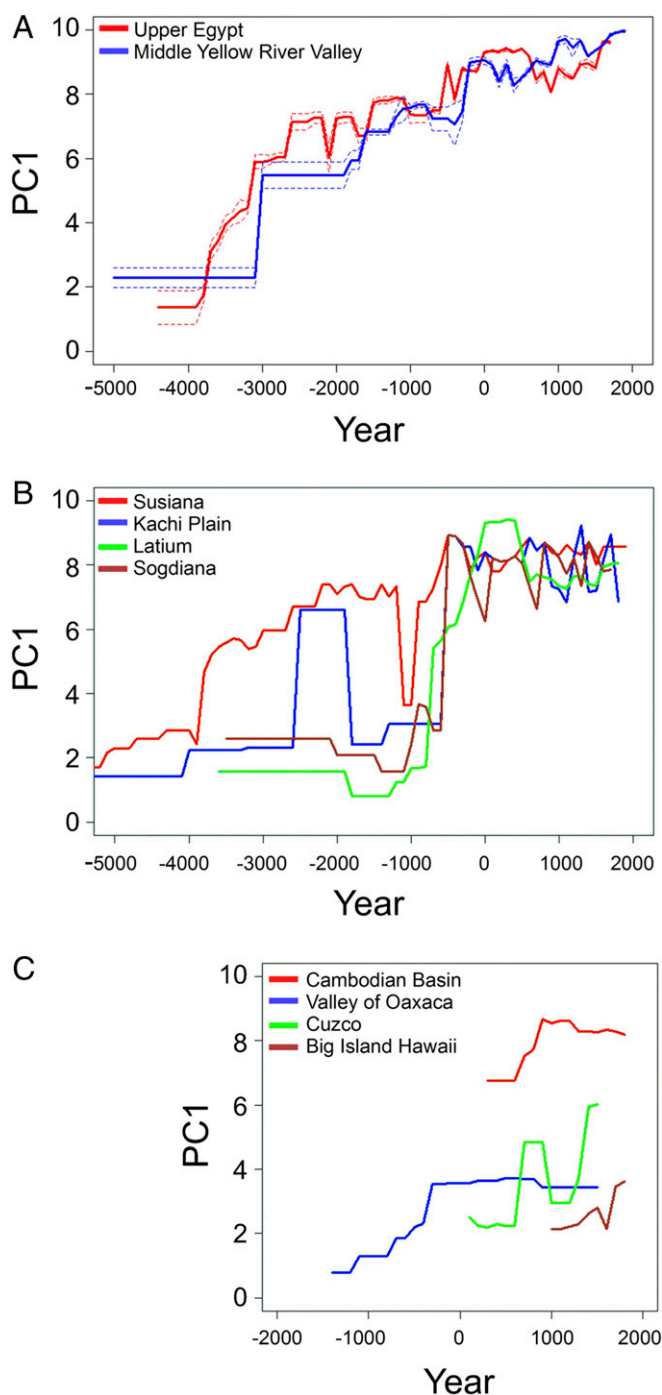 A
Upper Egypt
Middle Yellow River Valley
10
8
6
4
2
0
PC1
-5000 -4000 -3000 -2000 -1000 0 1000 2000
Year
B
Susiana
Kachi Plain
Latium
Sogdiana
10
8
6
4
2
0
PC1
-5000 -4000 -3000 -2000 -1000 0 1000 2000
Year
C
Cambodian Basin
Valley of Oaxaca
Cuzco
Big Island Hawaii
10
8
6
4
2
0
PC1
-2000 -1000 0 1000 2000
Year